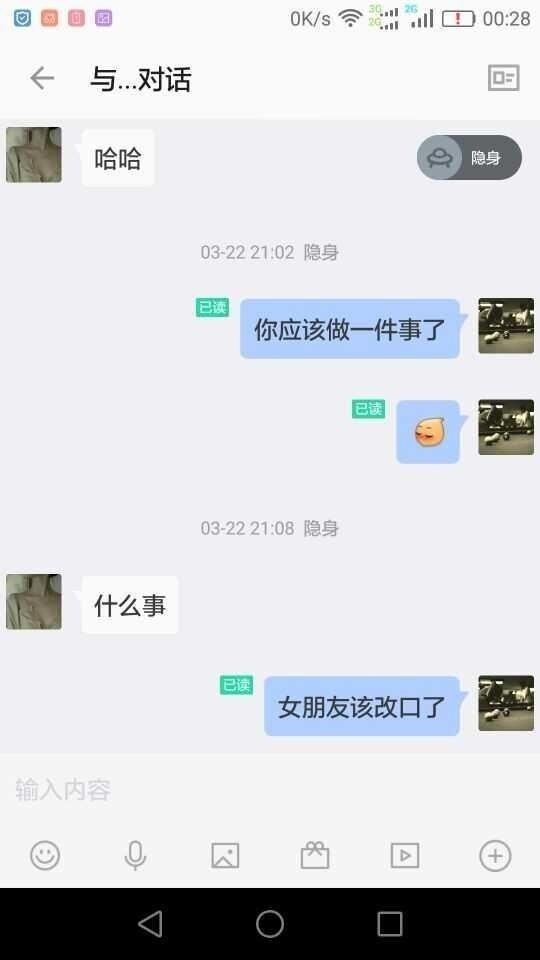 0K/s 3G 2G 2G 00:28
与...对话
哈哈
隐身
03-22 21:02 隐身
已读
你应该做一件事了
已读
03-22 21:08 隐身
什么事
已读
女朋友该改口了
输入内容